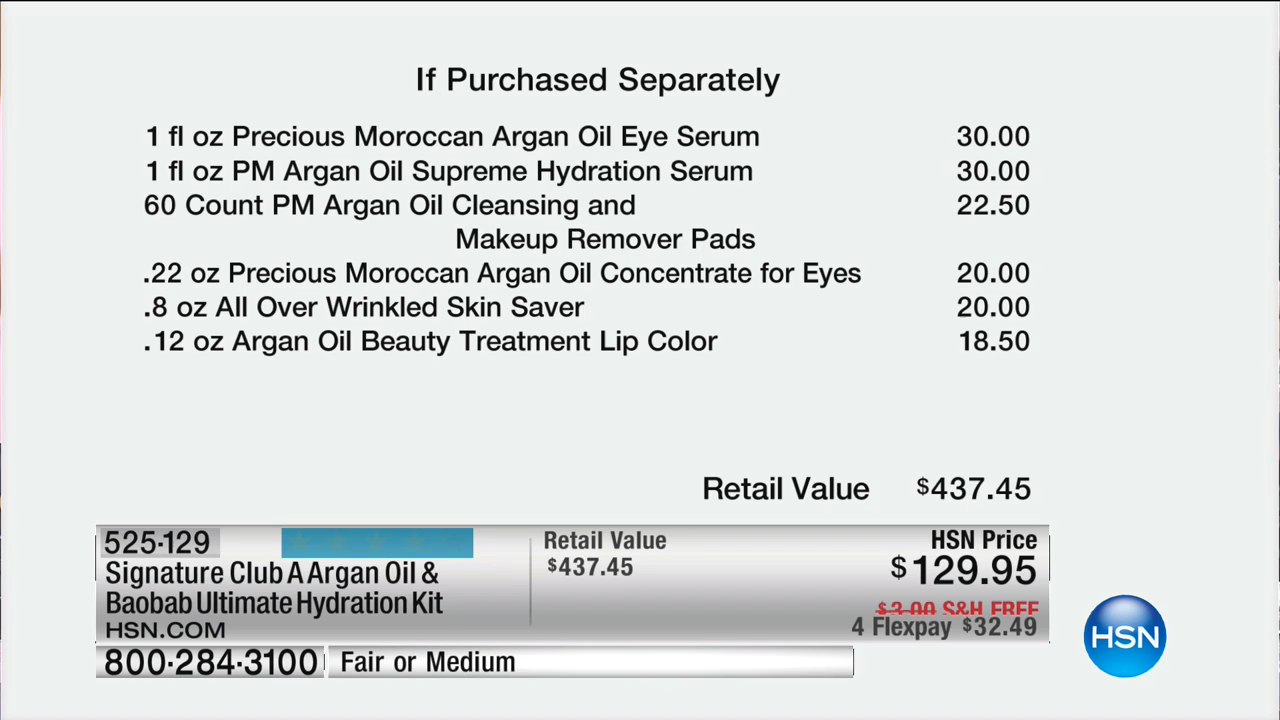 If Purchased Separately
1 fl oz Precious Moroccan Argan Oil Eye Serum 30.00
1 fl oz PM Argan Oil Supreme Hydration Serum 30.00
60 Count PM Argan Oil Cleansing and 22.50
Makeup Remover Pads
.22 oz Precious Moroccan Argan Oil Concentrate for Eyes 20.00
.8 oz All Over Wrinkled Skin Saver 20.00
.12 oz Argan Oil Beauty Treatment Lip Color 18.50
Retail Value $437.45
525-129
Signature Club A Argan Oil &
Baobab Ultimate Hydration Kit
HSN.COM
Retail Value
$437.45
HSN Price
$129.95
$3.00 S&H FREE
4 Flexpay $32.49
HSN
800·284·3100 Fair or Medium